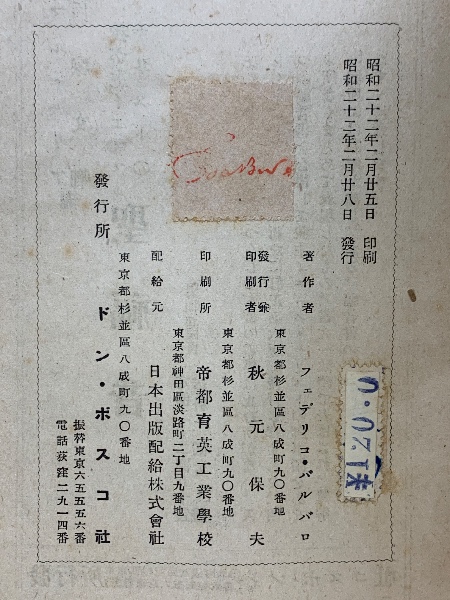 昭和二十二年二月廿五日 印刷
昭和二十二年二月廿八日 發行
著作者 フェデリコ・バルバロ
東京都杉並區八成町九〇番地
發行兼印刷者 秋元保夫
東京都杉並區八成町九〇番地
印刷所 帝都育英工業學校
東京都神田區淡路町二丁目九番地
配給元 日本出版配給株式會社
東京都杉並區八成町九〇番地
發行所 ドン・ボスコ社
振替東京六五五五六番
電話荻窪二九一四番